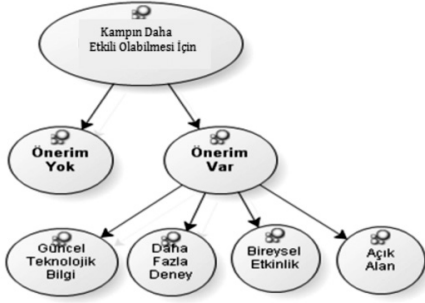 Kampın Daha
Etkili Olabilmesi İçin
Önerim
Yok
Önerim
Var
Güncel
Teknolojik
Bilgi
Daha
Fazla
Deney
Bireysel
Etkinlik
Açık
Alan